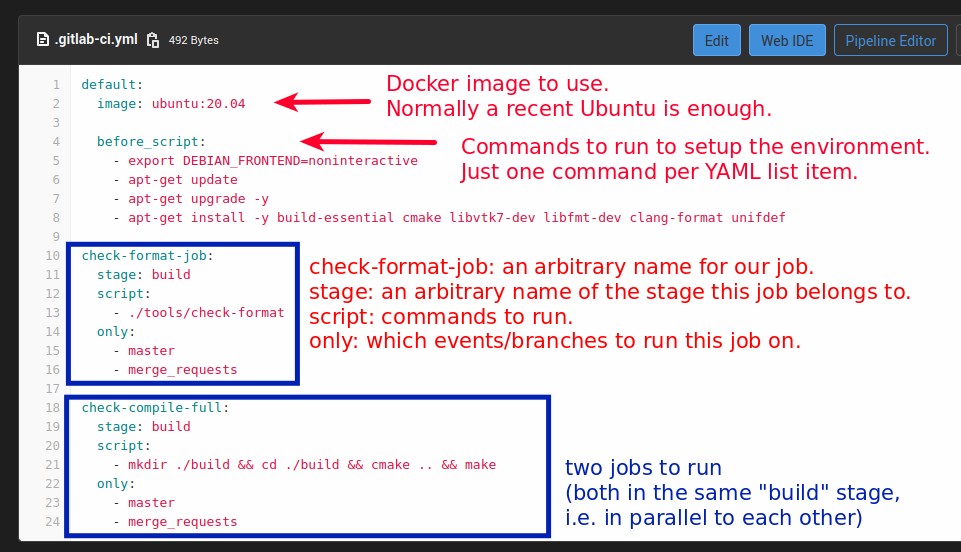 .gitlab-ci.yml 492 Bytes Edit Web IDE Pipeline Editor
1 default:
2 image: ubuntu:20.04
3
4 before_script:
5 - export DEBIAN_FRONTEND=noninteractive
6 - apt-get update
7 - apt-get upgrade -y
8 - apt-get install -y build-essential cmake libvtk7-dev libfmt-dev clang-format unifdef
9
Docker image to use.
Normally a recent Ubuntu is enough.
Commands to run to setup the environment.
Just one command per YAML list item.
10 check-format-job:
11 stage: build
12 script:
13 - ./tools/check-format
14 only:
15 - master
16 - merge_requests
17
check-format-job: an arbitrary name for our job.
stage: an arbitrary name of the stage this job belongs to.
script: commands to run.
only: which events/branches to run this job on.
18 check-compile-full:
19 stage: build
20 script:
21 - mkdir ./build && cd ./build && cmake .. && make
22 only:
23 - master
24 - merge_requests
two jobs to run
(both in the same "build" stage,
i.e. in parallel to each other)